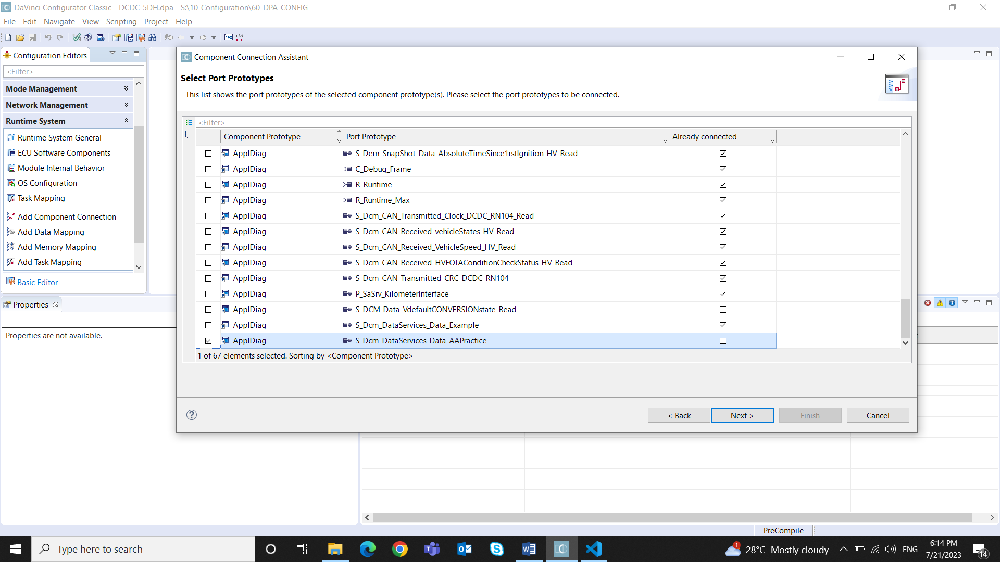 DaVinci Configurator Classic - DCDC_5DH.dpa - S:\10_Configuration\60_DPA_CONFIG
File Edit Navigate View Scripting Project Help
Configuration Editors
<Filter>
Mode Management
Network Management
Runtime System
Runtime System General
ECU Software Components
Module Internal Behavior
OS Configuration
Task Mapping
Add Component Connection
Add Data Mapping
Add Memory Mapping
Add Task Mapping
Basic Editor
Properties
Properties are not available.
Component Connection Assistant
Select Port Prototypes
This list shows the port prototypes of the selected component prototype(s). Please select the port prototypes to be connected.
<Filter>
Component Prototype Port Prototype Already connected
ApplDiag S_Dem_SnapShot_Data_AbsoluteTimeSince1rstIgnition_HV_Read
ApplDiag C_Debug_Frame
ApplDiag R_Runtime
ApplDiag R_Runtime_Max
ApplDiag S_Dcm_CAN_Transmitted_Clock_DCDC_RN104_Read
ApplDiag S_Dcm_CAN_Received_vehicleStates_HV_Read
ApplDiag S_Dcm_CAN_Received_VehicleSpeed_HV_Read
ApplDiag S_Dcm_CAN_Received_HVFOTAConditionCheckStatus_HV_Read
ApplDiag S_Dcm_CAN_Transmitted_CRC_DCDC_RN104
ApplDiag P_SaSrv_KilometerInterface
ApplDiag S_DCM_Data_VdefaultCONVERSIONstate_Read
ApplDiag S_Dcm_DataServices_Data_Example
ApplDiag S_Dcm_DataServices_Data_AAPractice
1 of 67 elements selected. Sorting by <Component Prototype>
< Back Next > Finish Cancel
PreCompile
Type here to search
1 28°C Mostly cloudy ENG
6:14 PM
7/21/2023
14